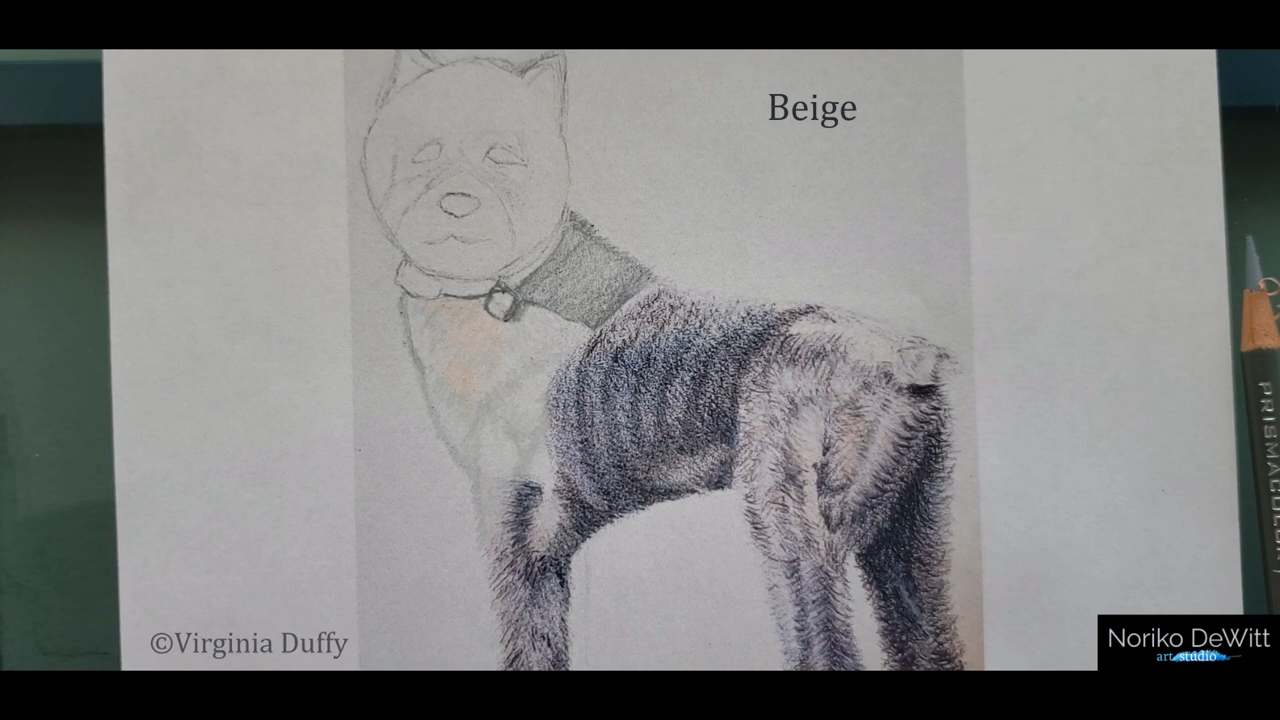 Beige
©Virginia Duffy
Noriko DeWitt
art studio
PRISMACOLOR